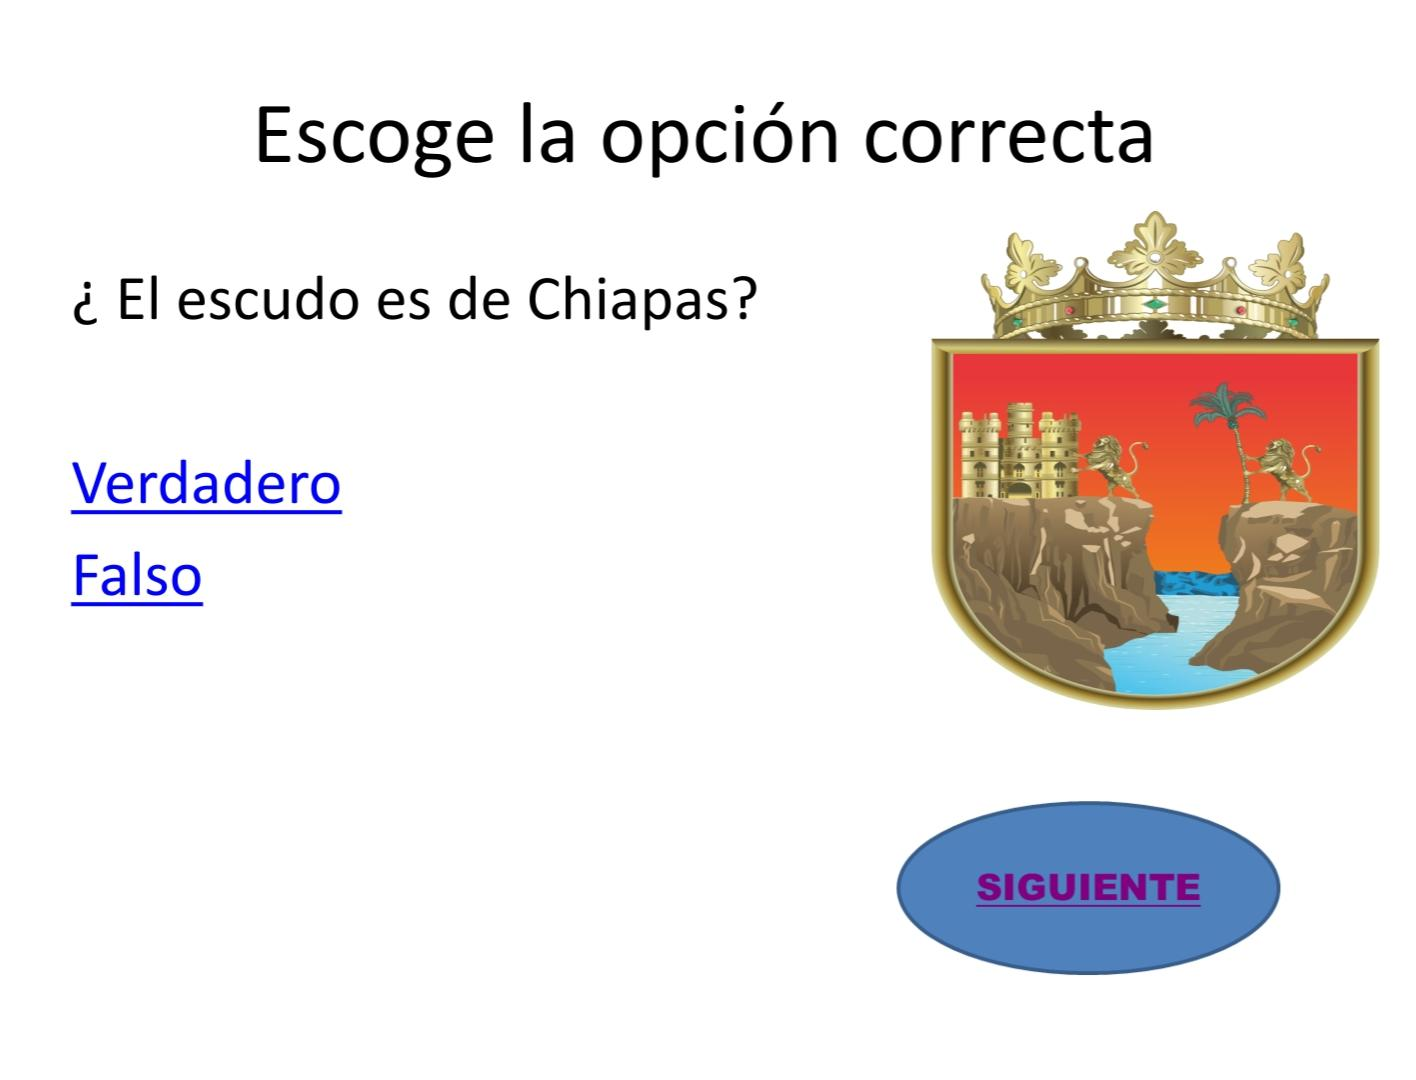 Escoge la opción correcta
¿ El escudo es de Chiapas?
Verdadero
Falso
SIGUIENTE